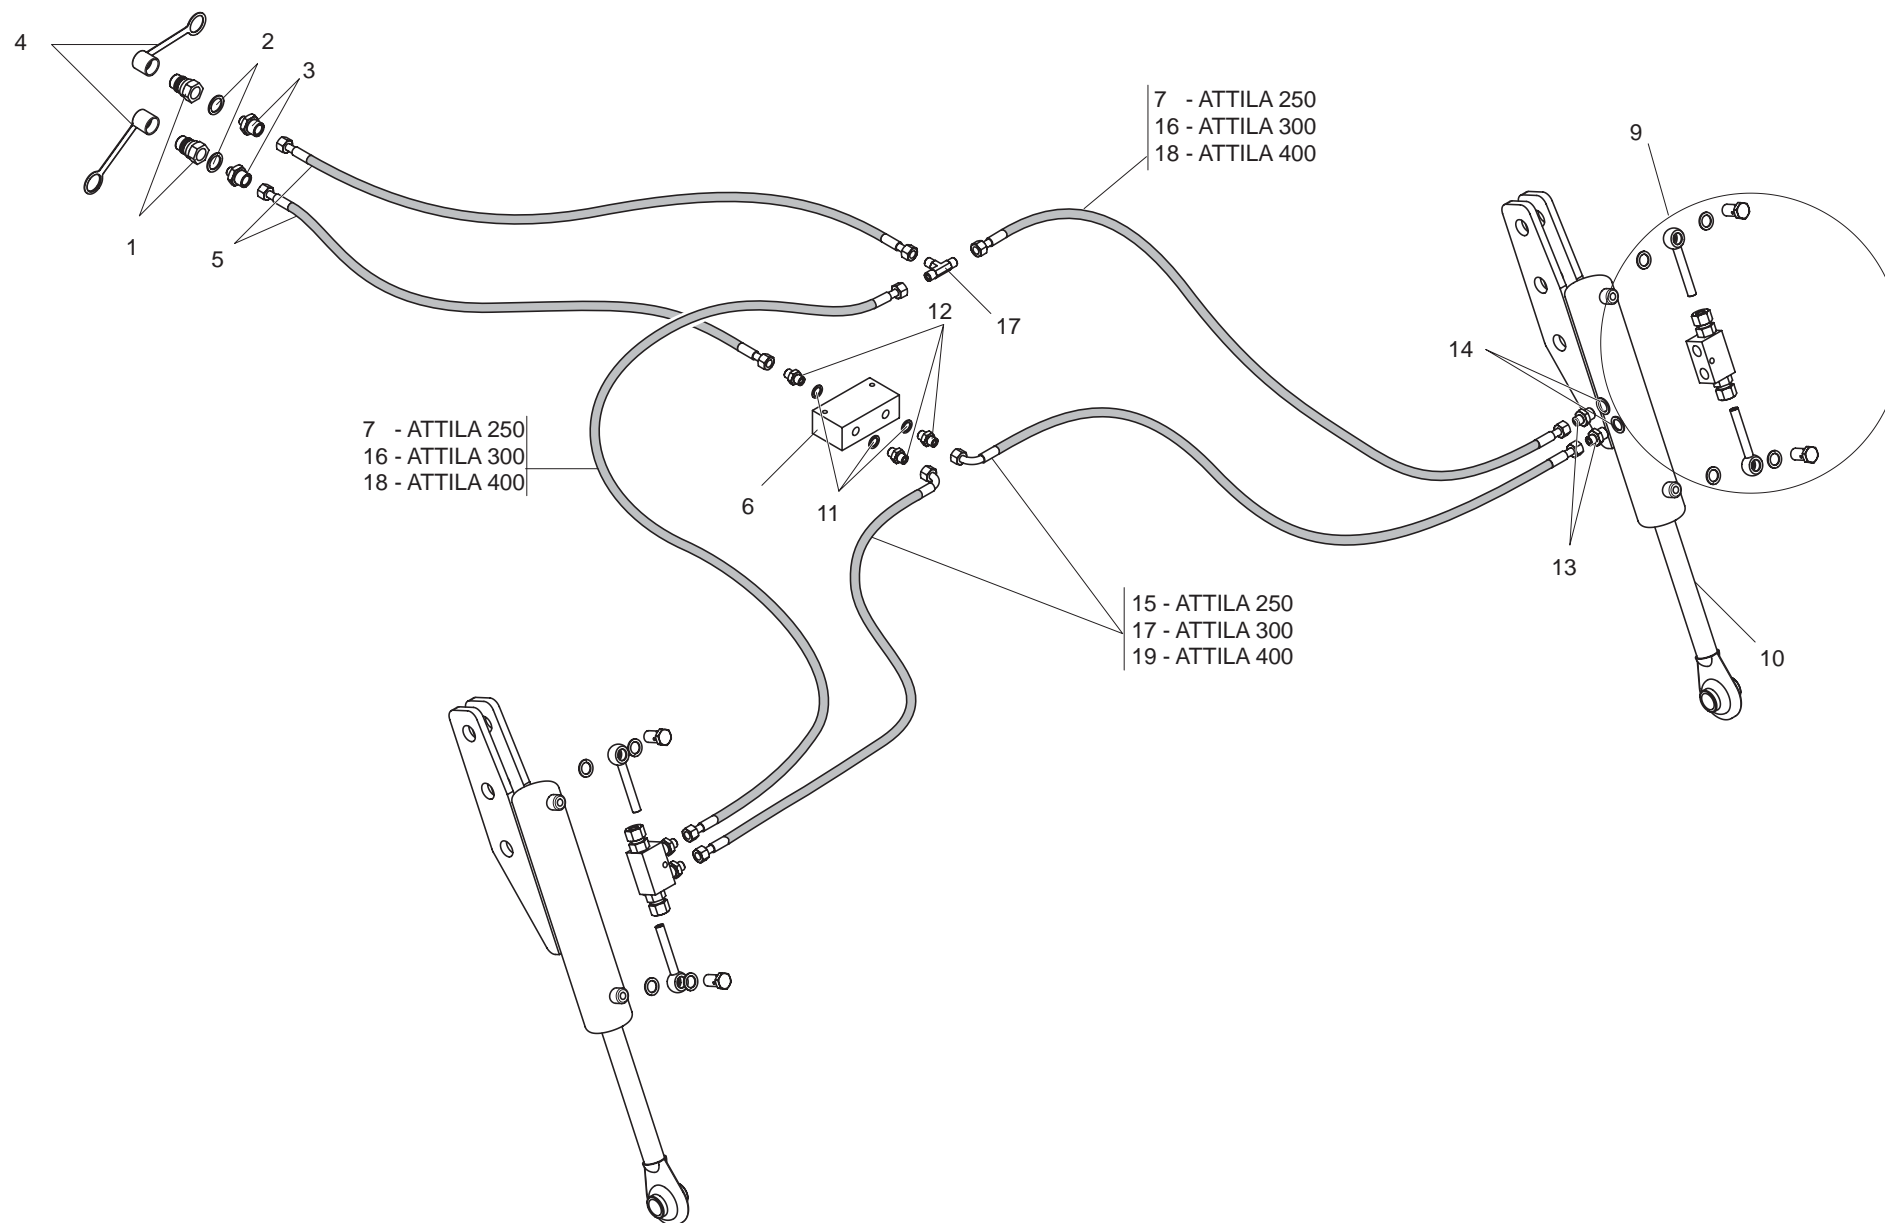 4
2
3
1
5
7 - ATTILA 250
16 - ATTILA 300
18 - ATTILA 400
9
12
17
14
7 - ATTILA 250
16 - ATTILA 300
18 - ATTILA 400
6
11
13
15 - ATTILA 250
17 - ATTILA 300
19 - ATTILA 400
10